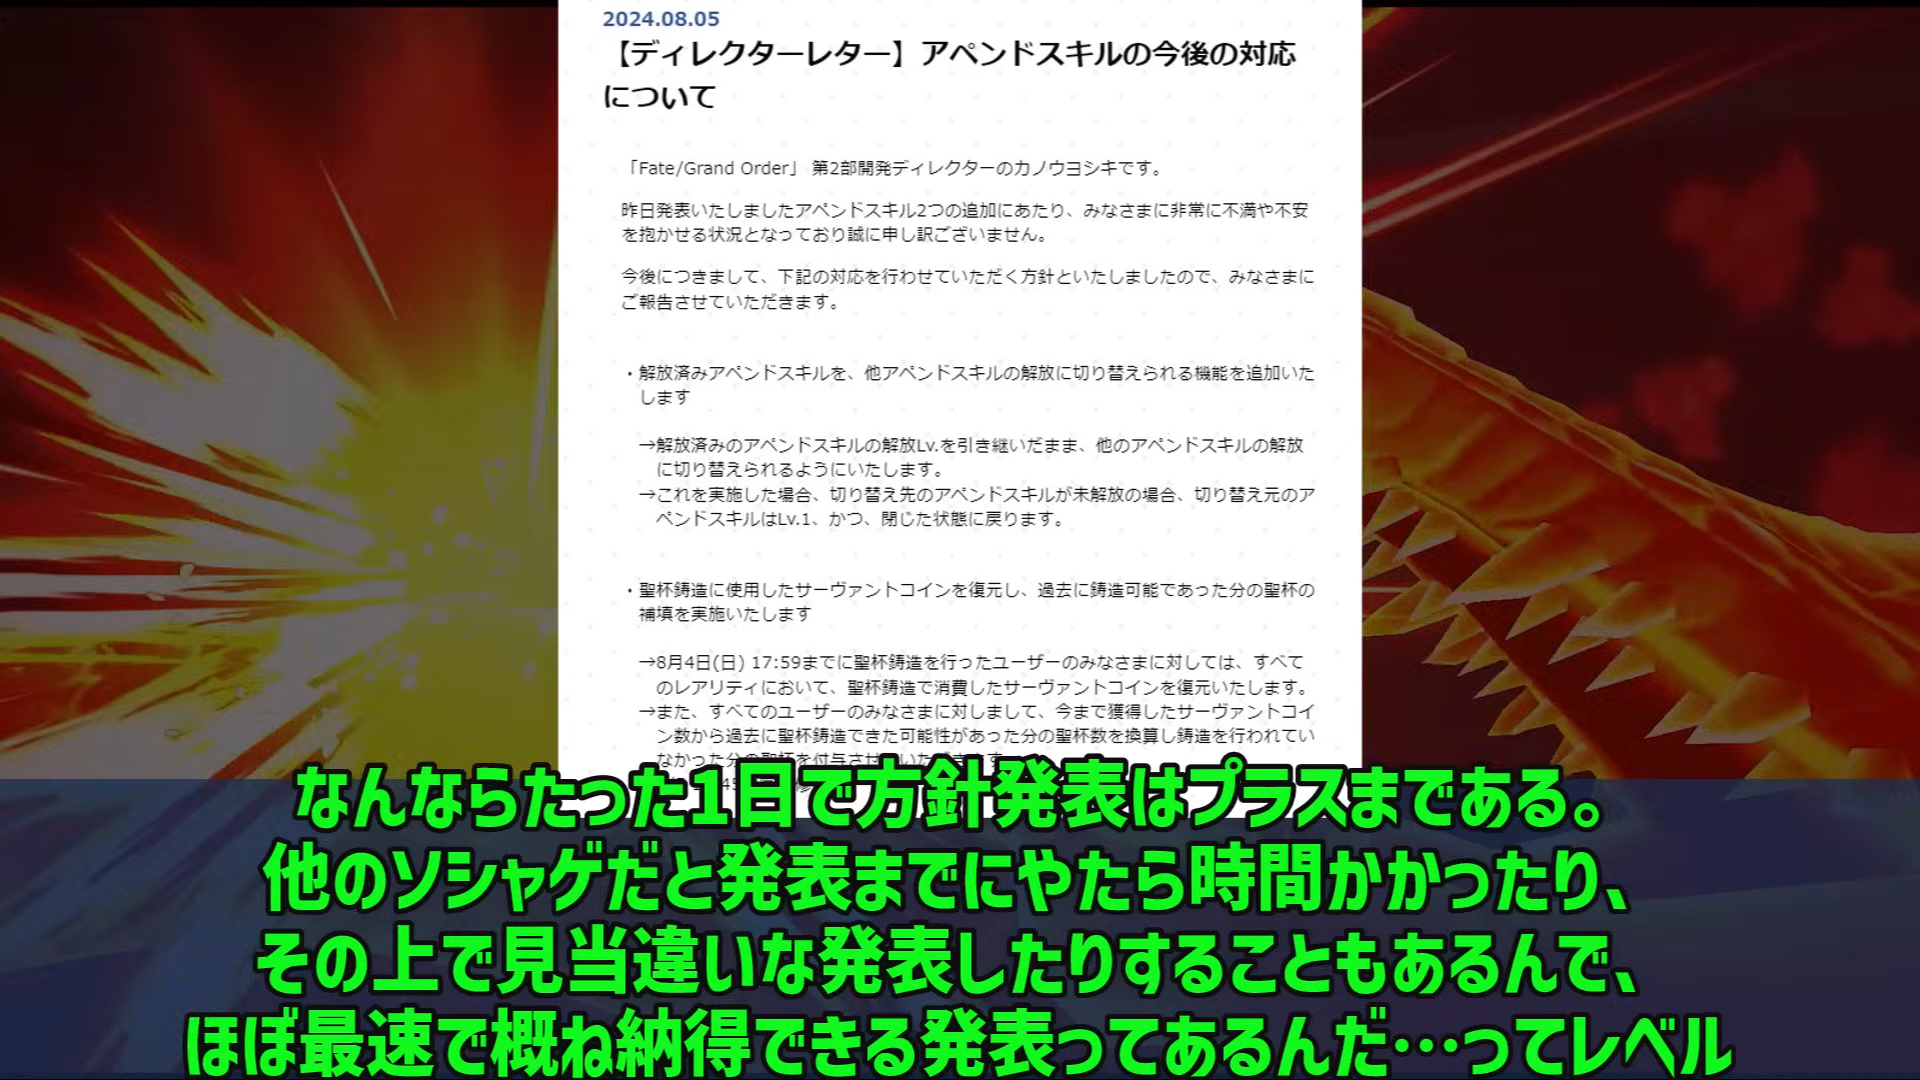 2024.08.05
【ディレクターレター】アペンドスキルの今後の対応
について
「Fate/Grand Order」 第2部開発ディレクターのカノウヨシキです。
昨日発表いたしましたアペンドスキル2つの追加にあたり、みなさまに非常に不満や不安
を抱かせる状況となっており誠に申し訳ございません。
今後につきまして、下記の対応を行わせていただく方針といたしましたので、みなさまに
ご報告させていただきます。
・解放済みアペンドスキルを、他アペンドスキルの解放に切り替えられる機能を追加いた
します
→解放済みのアペンドスキルの解放Lv.を引き継いだまま、他のアペンドスキルの解放
に切り替えられるようにいたします。
→これを実施した場合、切り替え先のアペンドスキルが未解放の場合、切り替え元のア
ペンドスキルはLv.1、かつ、閉じた状態に戻ります。
・聖杯鋳造に使用したサーヴァントコインを復元し、過去に鋳造可能であった分の聖杯の
補填を実施いたします
→8月4日(日) 17:59までに聖杯鋳造を行ったユーザーのみなさまに対しては、すべて
のレアリティにおいて、聖杯鋳造で消費したサーヴァントコインを復元いたします。
→また、すべてのユーザーのみなさまに対しまして、今まで獲得したサーヴァントコイ
ン数から過去に聖杯鋳造できた可能性があった分の聖杯数を換算し鋳造を行われてい
なかった分の聖杯を付与させ
なんならたった1日で方針発表はプラスまである。
他のソシャゲだと発表までにやたら時間かかったり、
その上で見当違いな発表したりすることもあるんで、
ほぼ最速で概ね納得できる発表ってあるんだ…ってレベル